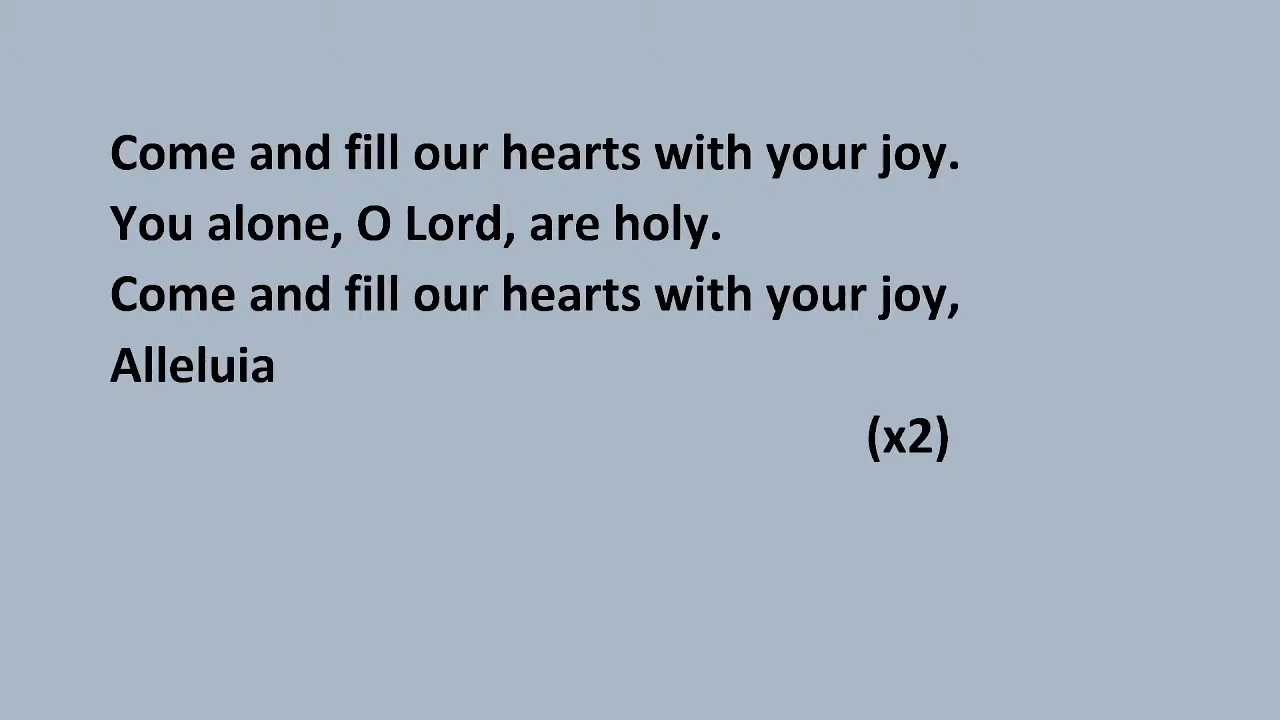 Come and fill our hearts with your joy.
You alone, O Lord, are holy.
Come and fill our hearts with your joy,
Alleluia
(x2)